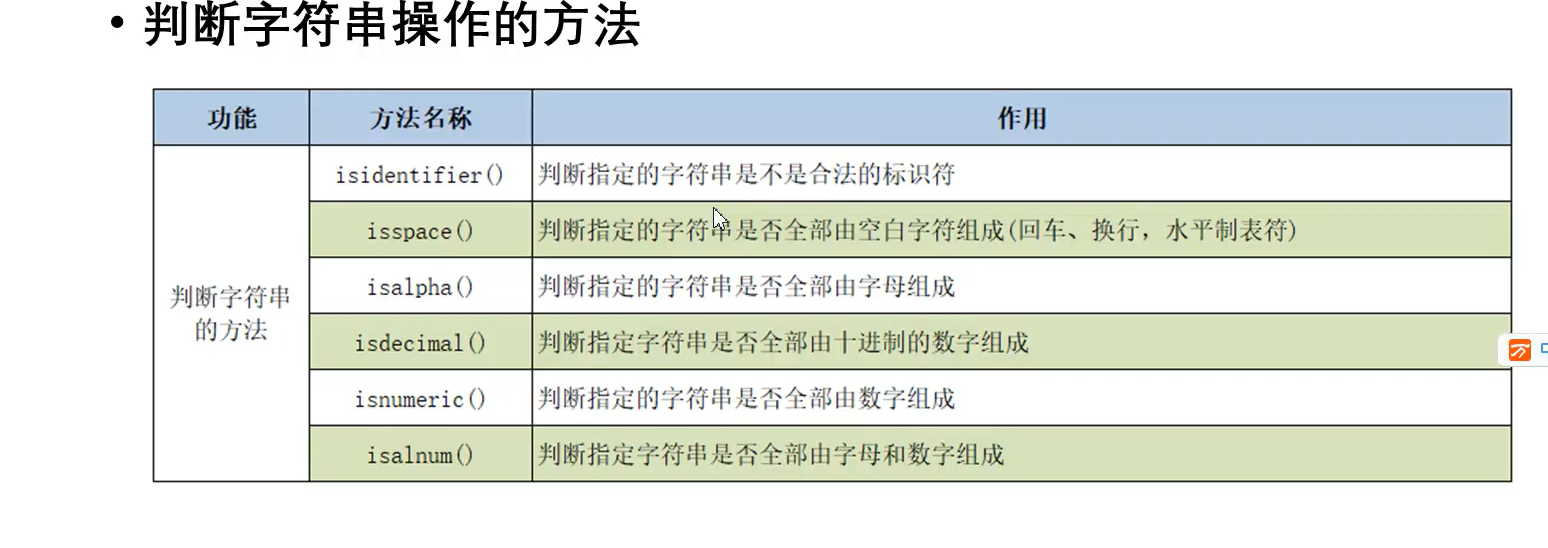 • 判断字符串操作的方法
功能 方法名称 作用
isidentifier() 判断指定的字符串是不是合法的标识符
isspace() 判断指定的字符串是否全部由空白字符组成(回车、换行，水平制表符)
isalpha() 判断指定的字符串是否全部由字母组成
判断字符串
的方法
isdecimal() 判断指定字符串是否全部由十进制的数字组成
isnumeric() 判断指定的字符串是否全部由数字组成
isalnum() 判断指定字符串是否全部由字母和数字组成